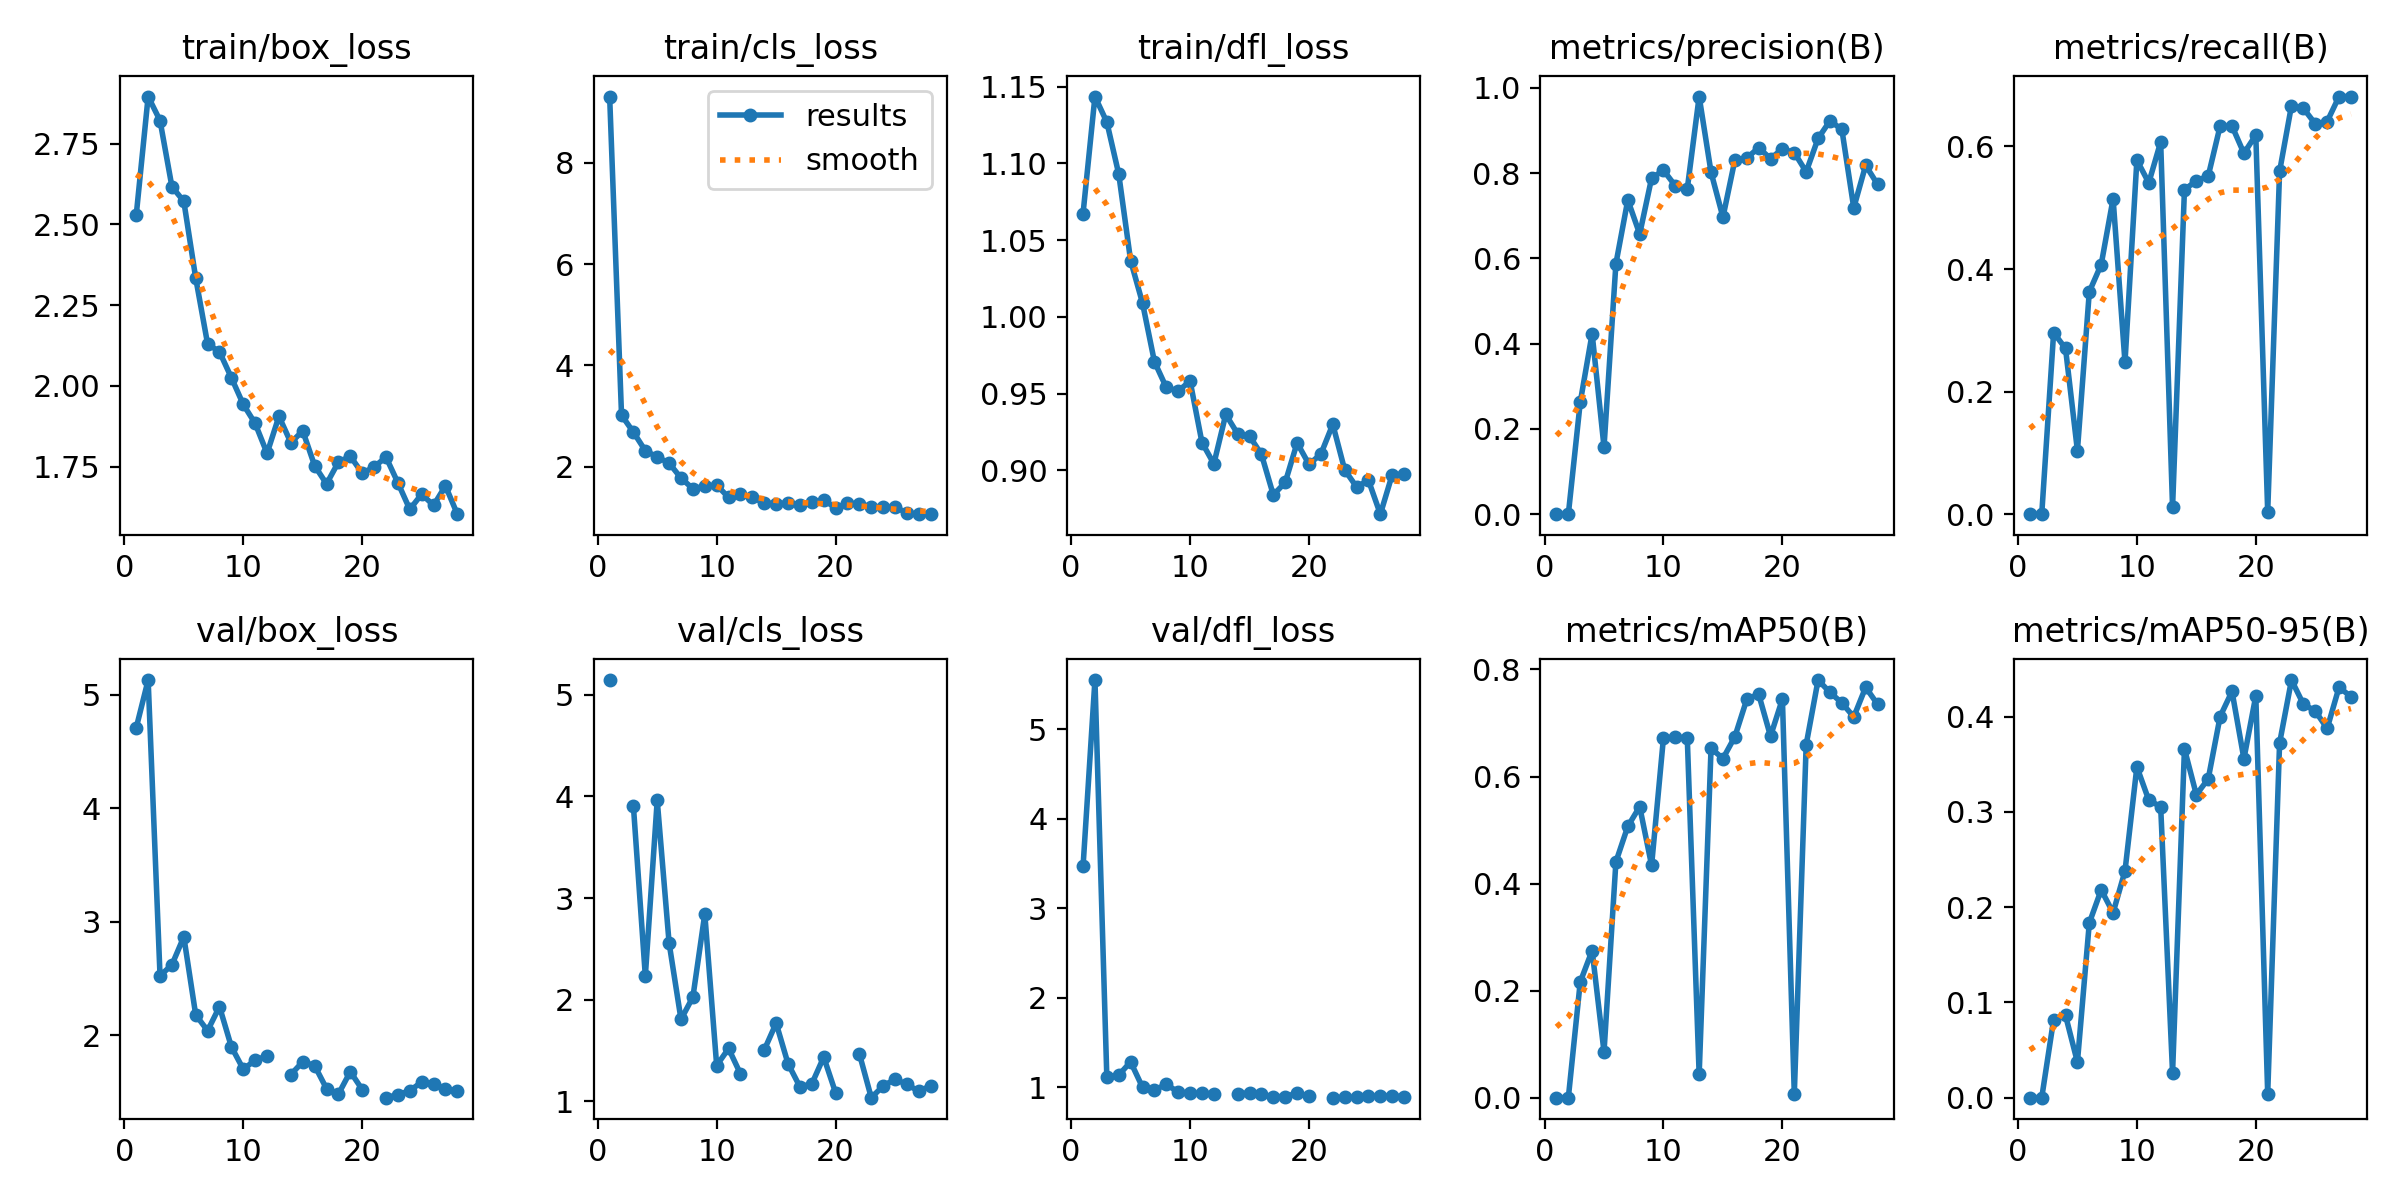 train/box_loss
2.75
2.50
2.25
2.00
1.75
0 10 20
train/cls_loss
results
smooth
8
6
4
2
0 10 20
train/dfl_loss
1.15
1.10
1.05
1.00
0.95
0.90
0 10 20
metrics/precision(B)
1.0
0.8
0.6
0.4
0.2
0.0
0 10 20
metrics/recall(B)
0.6
0.4
0.2
0.0
0 10 20
val/box_loss
5
4
3
2
0 10 20
val/cls_loss
5
4
3
2
1
0 10 20
val/dfl_loss
5
4
3
2
1
0 10 20
metrics/mAP50(B)
0.8
0.6
0.4
0.2
0.0
0 10 20
metrics/mAP50-95(B)
0.4
0.3
0.2
0.1
0.0
0 10 20